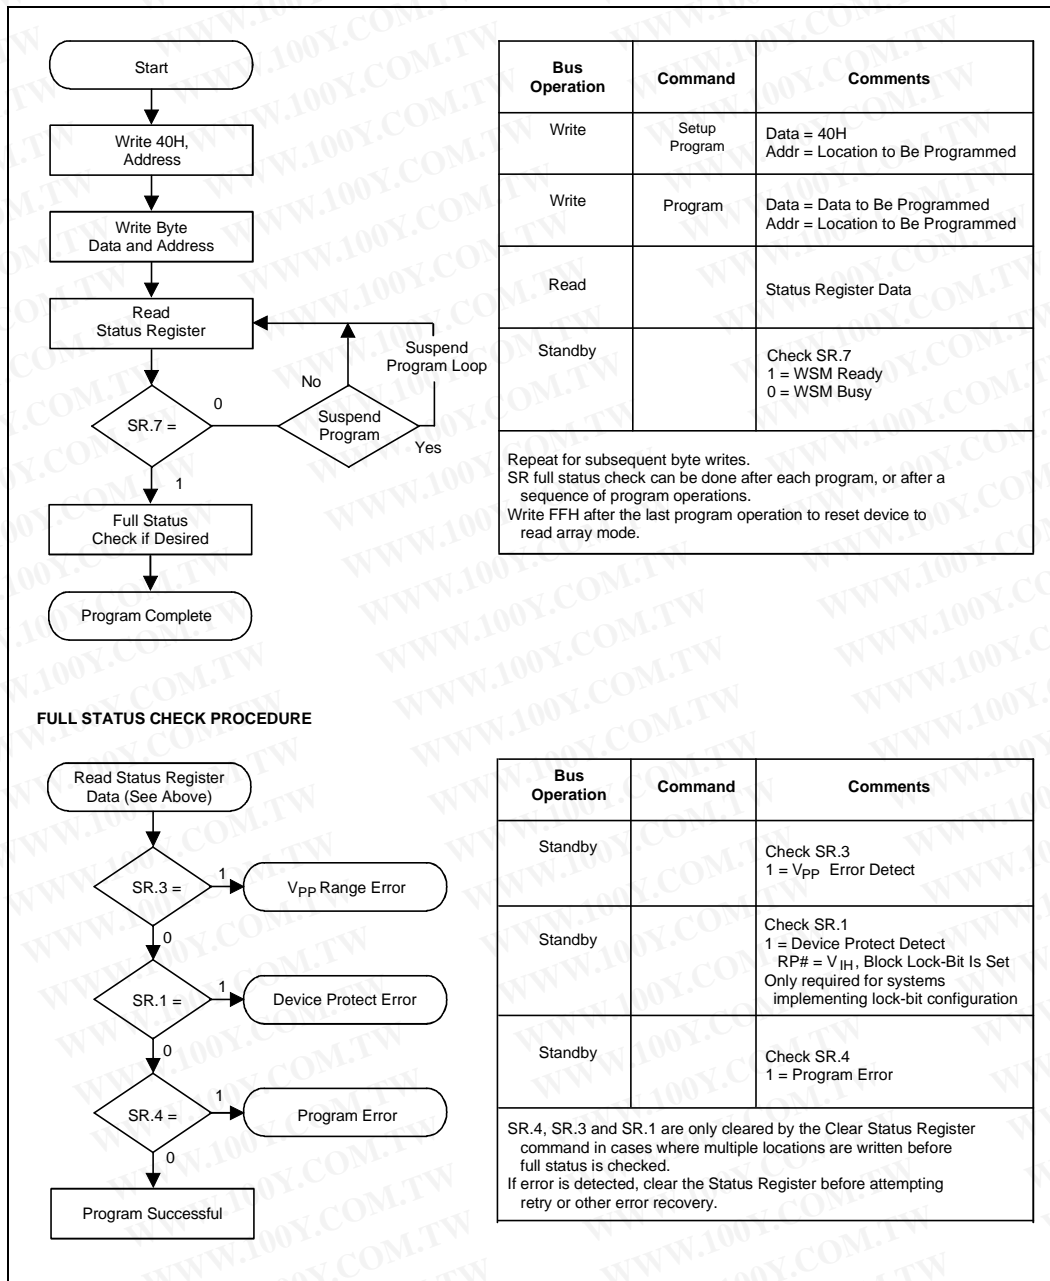 Start
Write 40H,
Address
Write Byte
Data and Address
Read
Status Register
SR.7 =
0
1
No
Suspend
Program
Yes
Suspend
Program Loop
Full Status
Check if Desired
Program Complete
Bus
Operation
Command
Comments
Write
Setup
Program
Data = 40H
Addr = Location to Be Programmed
Write
Program
Data = Data to Be Programmed
Addr = Location to Be Programmed
Read
Status Register Data
Standby
Check SR.7
1 = WSM Ready
0 = WSM Busy
Repeat for subsequent byte writes.
SR full status check can be done after each program, or after a
sequence of program operations.
Write FFH after the last program operation to reset device to
read array mode.
FULL STATUS CHECK PROCEDURE
Read Status Register
Data (See Above)
SR.3 =
1
VPP Range Error
0
SR.1 =
1
Device Protect Error
0
SR.4 =
1
Program Error
0
Program Successful
Bus
Operation
Command
Comments
Standby
Check SR.3
1 = VPP Error Detect
Standby
Check SR.1
1 = Device Protect Detect
RP# = VIH, Block Lock-Bit Is Set
Only required for systems
implementing lock-bit configuration
Standby
Check SR.4
1 = Program Error
SR.4, SR.3 and SR.1 are only cleared by the Clear Status Register
command in cases where multiple locations are written before
full status is checked.
If error is detected, clear the Status Register before attempting
retry or other error recovery.
WWW.100Y.COM.TW